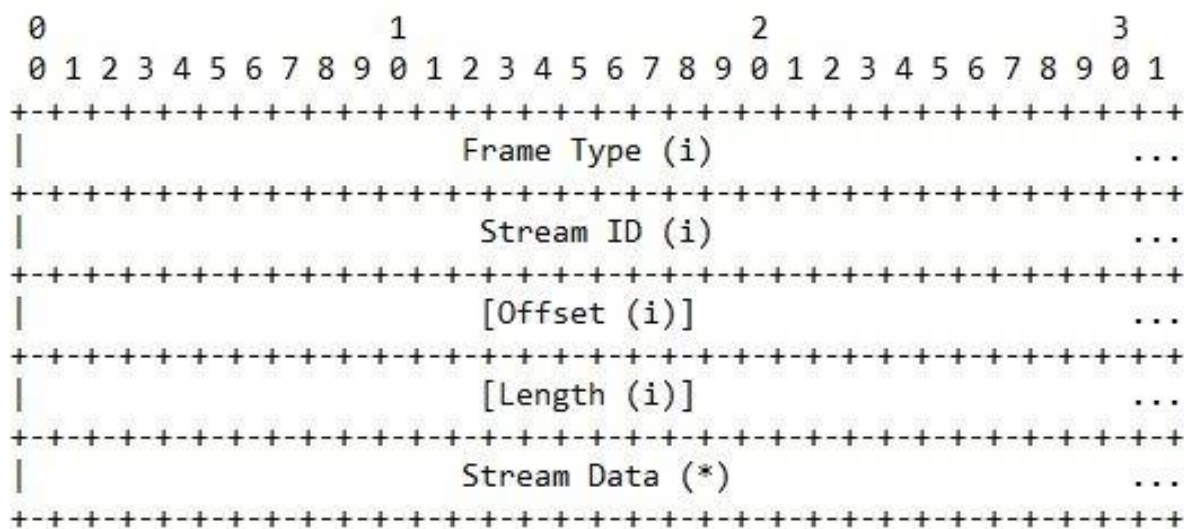 0                   1                   2                   3
0 1 2 3 4 5 6 7 8 9 0 1 2 3 4 5 6 7 8 9 0 1 2 3 4 5 6 7 8 9 0 1
+-+-+-+-+-+-+-+-+-+-+-+-+-+-+-+-+-+-+-+-+-+-+-+-+-+-+-+-+-+-+-+-+
|                        Frame Type (i)                       ...
+-+-+-+-+-+-+-+-+-+-+-+-+-+-+-+-+-+-+-+-+-+-+-+-+-+-+-+-+-+-+-+-+
|                         Stream ID (i)                       ...
+-+-+-+-+-+-+-+-+-+-+-+-+-+-+-+-+-+-+-+-+-+-+-+-+-+-+-+-+-+-+-+-+
|                         [Offset (i)]                        ...
+-+-+-+-+-+-+-+-+-+-+-+-+-+-+-+-+-+-+-+-+-+-+-+-+-+-+-+-+-+-+-+-+
|                         [Length (i)]                        ...
+-+-+-+-+-+-+-+-+-+-+-+-+-+-+-+-+-+-+-+-+-+-+-+-+-+-+-+-+-+-+-+-+
|                        Stream Data (*)                      ...
+-+-+-+-+-+-+-+-+-+-+-+-+-+-+-+-+-+-+-+-+-+-+-+-+-+-+-+-+-+-+-+-+